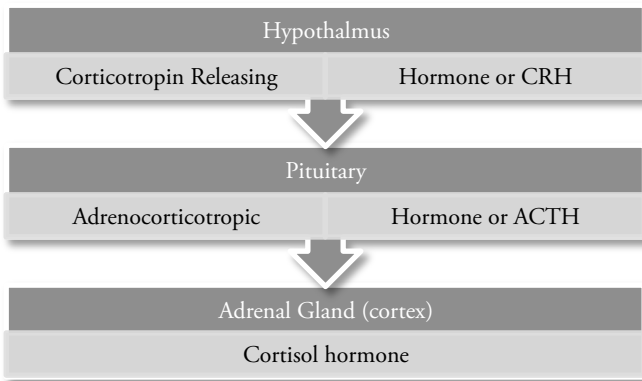 Hypothalmus
Corticotropin Releasing Hormone or CRH
Pituitary
Adrenocorticotropic Hormone or ACTH
Adrenal Gland (cortex)
Cortisol hormone